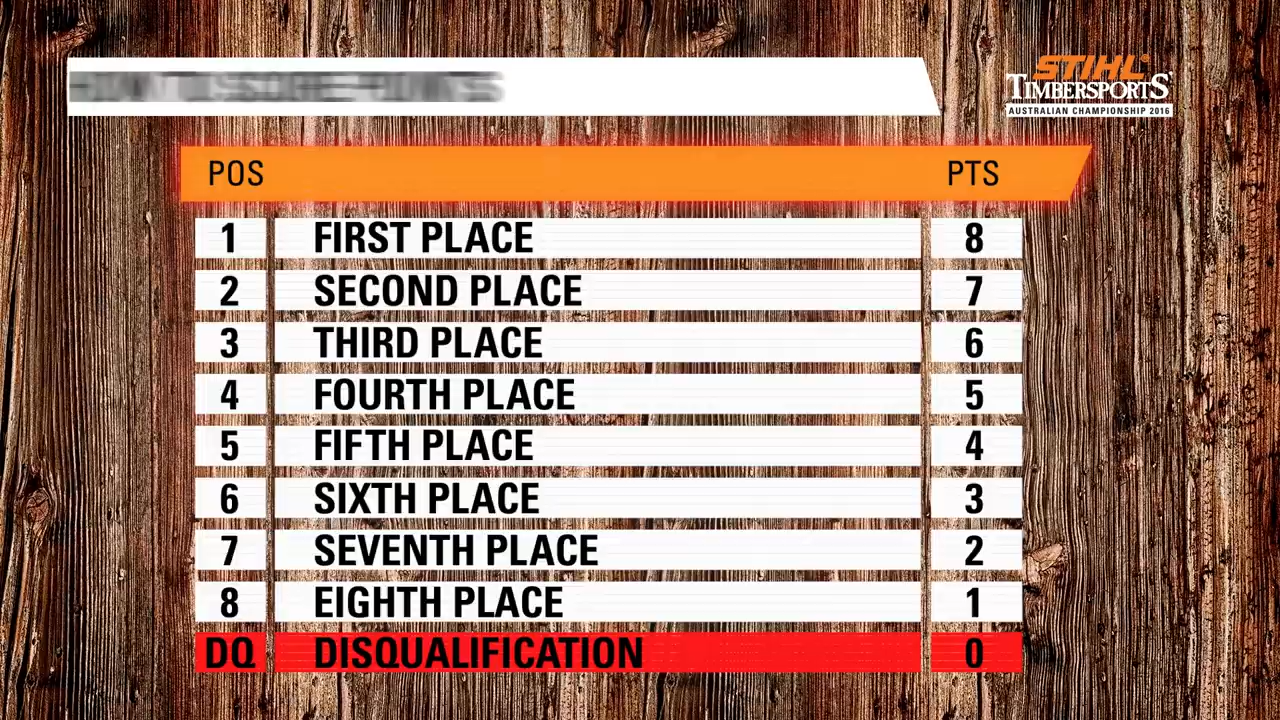 STIHL
TIMBERSPORTS
AUSTRALIAN CHAMPIONSHIP 2016
POS PTS
1 FIRST PLACE 8
2 SECOND PLACE 7
3 THIRD PLACE 6
4 FOURTH PLACE 5
5 FIFTH PLACE 4
6 SIXTH PLACE 3
7 SEVENTH PLACE 2
8 EIGHTH PLACE 1
DQ DISQUALIFICATION 0